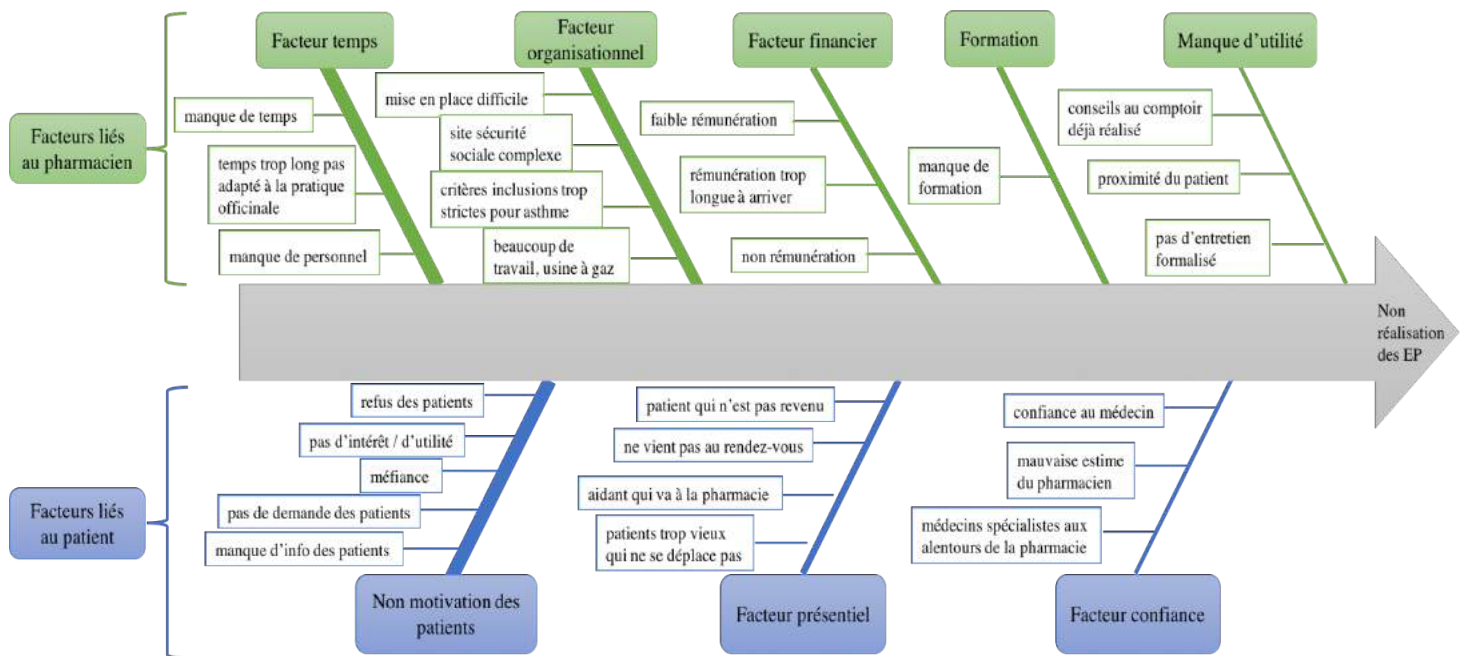 Facteur temps
Facteur
organisationnel
Facteur financier
Formation
Manque d'utilité
Facteurs liés
au pharmacien
manque de temps
temps trop long pas
adapté à la pratique
officinale
manque de personnel
mise en place difficile
site sécurité
sociale complexe
critères inclusions trop
strictes pour asthme
beaucoup de
travail, usine à gaz
faible rémunération
rémunération trop
longue à arriver
non rémunération
manque de
formation
conseils au comptoir
déjà réalisé
proximité du patient
pas d'entretien
formalisé
Non
réalisation
des EP
Facteurs liés
au patient
refus des patients
pas d'intérêt / d'utilité
méfiance
pas de demande des patients
manque d'info des patients
patient qui n'est pas revenu
ne vient pas au rendez-vous
aidant qui va à la pharmacie
patients trop vieux
qui ne se déplace pas
confiance au médecin
mauvaise estime
du pharmacien
médecins spécialistes aux
alentours de la pharmacie
Non motivation des
patients
Facteur présentiel
Facteur confiance